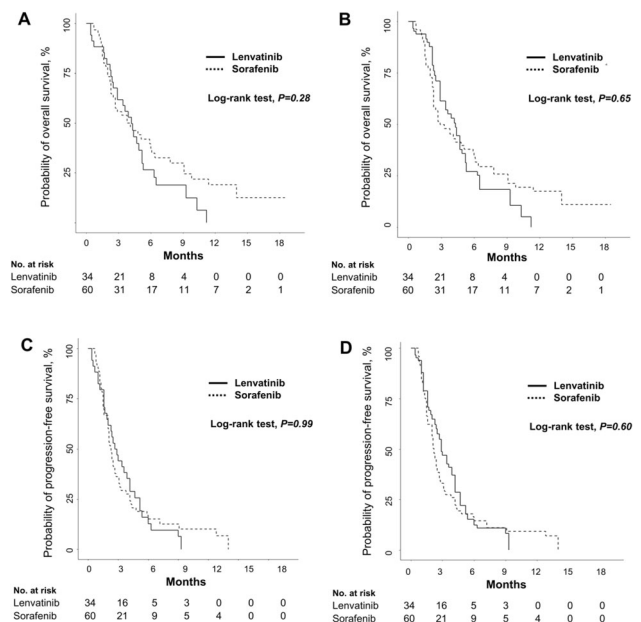 A
Probability of overall survival, %
100
75
50
25
0
Lenvatinib
Sorafenib
Log-rank test, P=0.28
0 3 6 9 12 15 18
Months
No. at risk
Lenvatinib 34 21 8 4 0 0 0
Sorafenib 60 31 17 11 7 2 1
B
Probability of overall survival, %
100
75
50
25
0
Lenvatinib
Sorafenib
Log-rank test, P=0.65
0 3 6 9 12 15 18
Months
No. at risk
Lenvatinib 34 21 8 4 0 0 0
Sorafenib 60 31 17 11 7 2 1
C
Probability of progression-free survival, %
100
75
50
25
0
Lenvatinib
Sorafenib
Log-rank test, P=0.99
0 3 6 9 12 15 18
Months
No. at risk
Lenvatinib 34 16 5 3 0 0 0
Sorafenib 60 21 9 5 4 0 0
D
Probability of progression-free survival, %
100
75
50
25
0
Lenvatinib
Sorafenib
Log-rank test, P=0.60
0 3 6 9 12 15 18
Months
No. at risk
Lenvatinib 34 16 5 3 0 0 0
Sorafenib 60 21 9 5 4 0 0